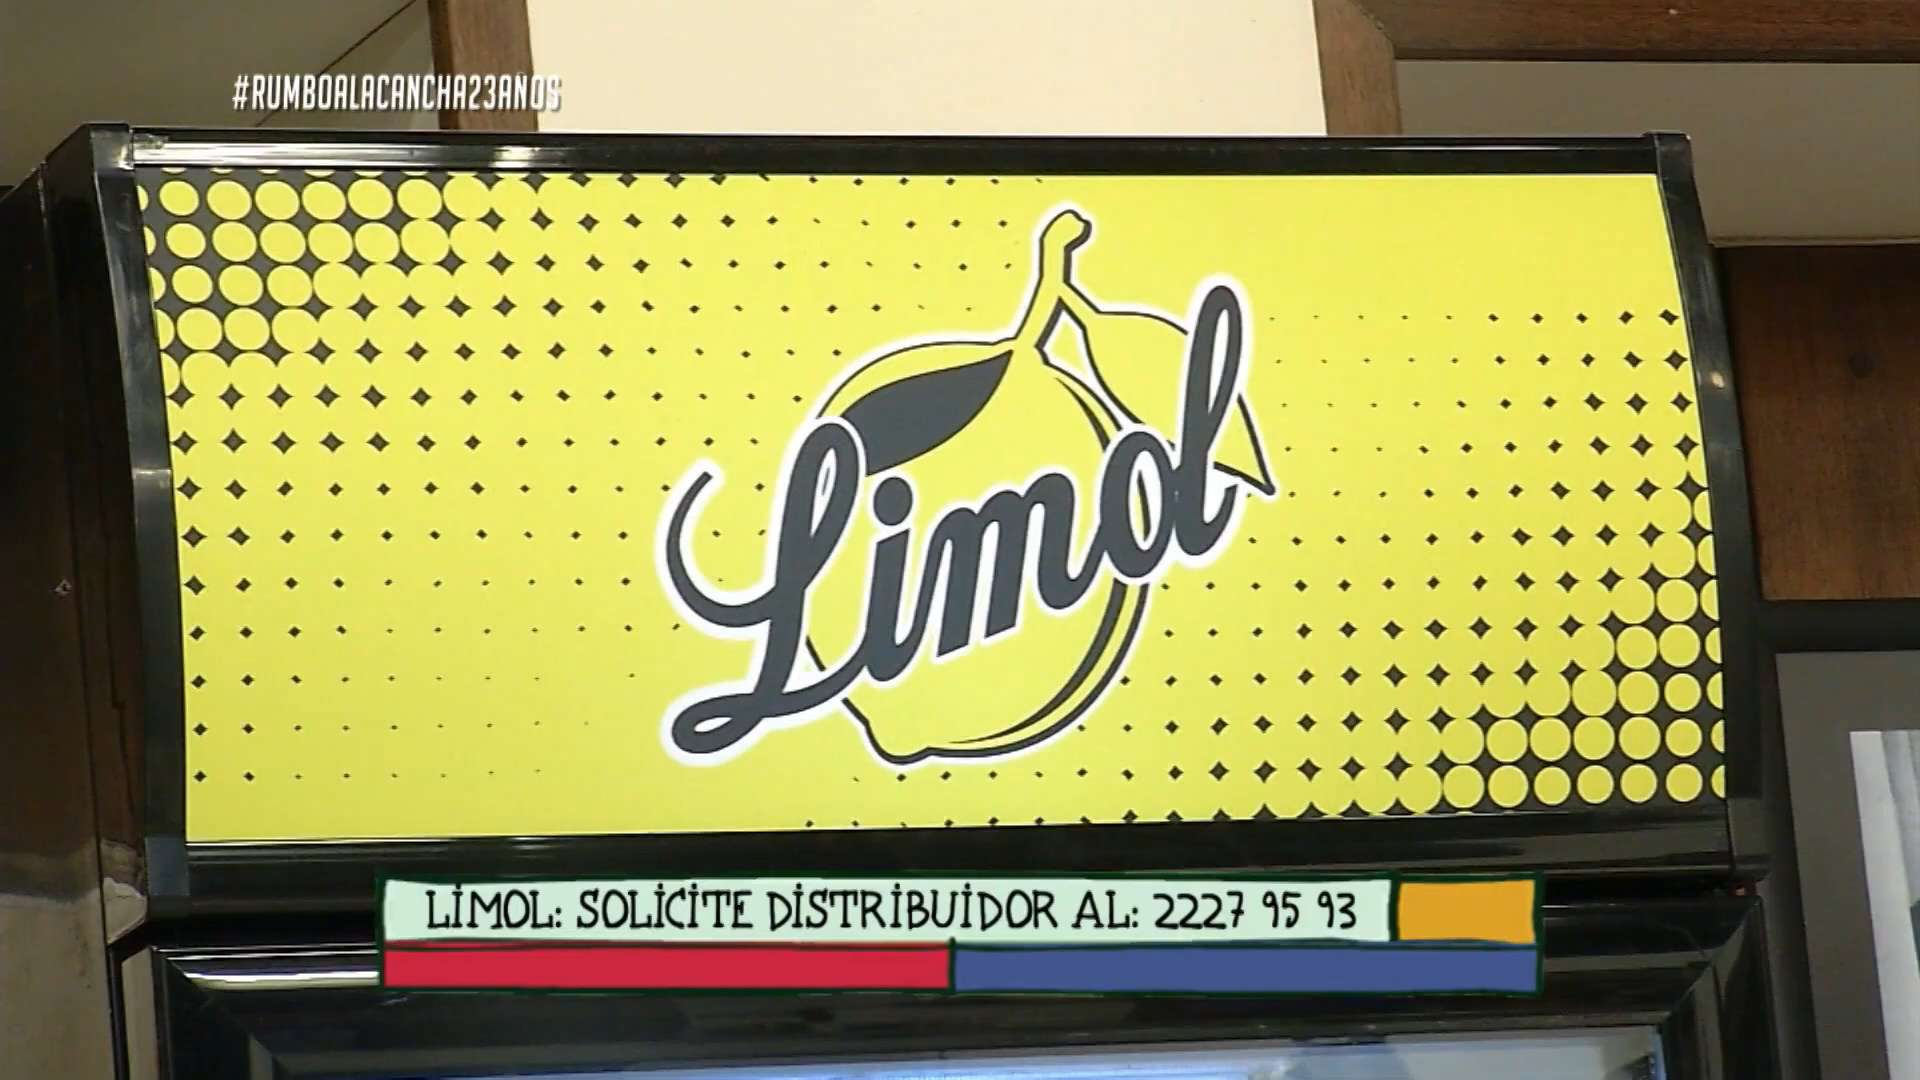 #RUMBOALACANCHA23AÑOS
Limol
LIMOL: SOLICITE DISTRIBUIDOR AL: 2227 95 93